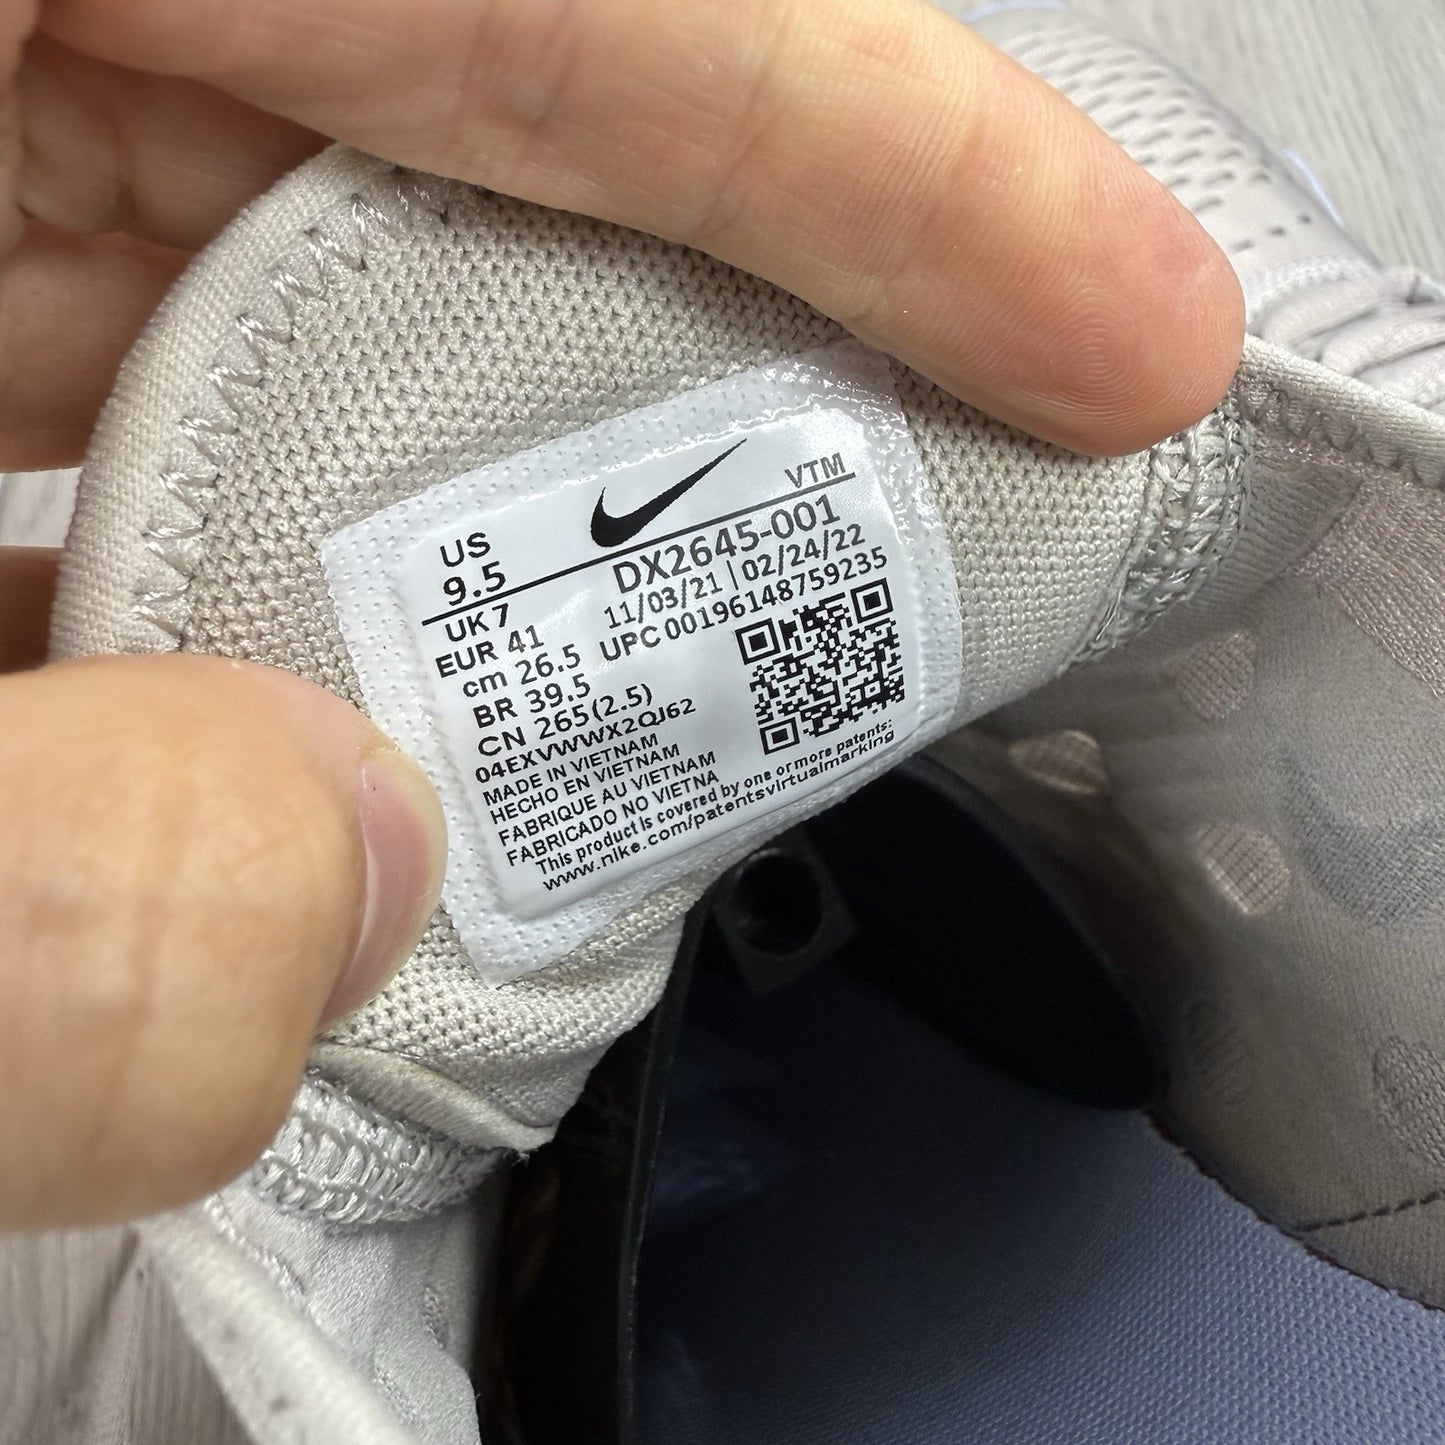 VTM
US
9.5
DX2645-001
UK 7
11/03/21 | 02/24/22
EUR 41
UPC 00196148759235
cm 26.5
BR 39.5
CN 265(2.5)
04EXVWWX2QJ62
MADE IN VIETNAM
HECHO EN VIETNAM
FABRIQUE AU VIETNAM
FABRICADO NO VIETNA
This product is covered by one or more patents:
www.nike.com/patentsvirtualmarking